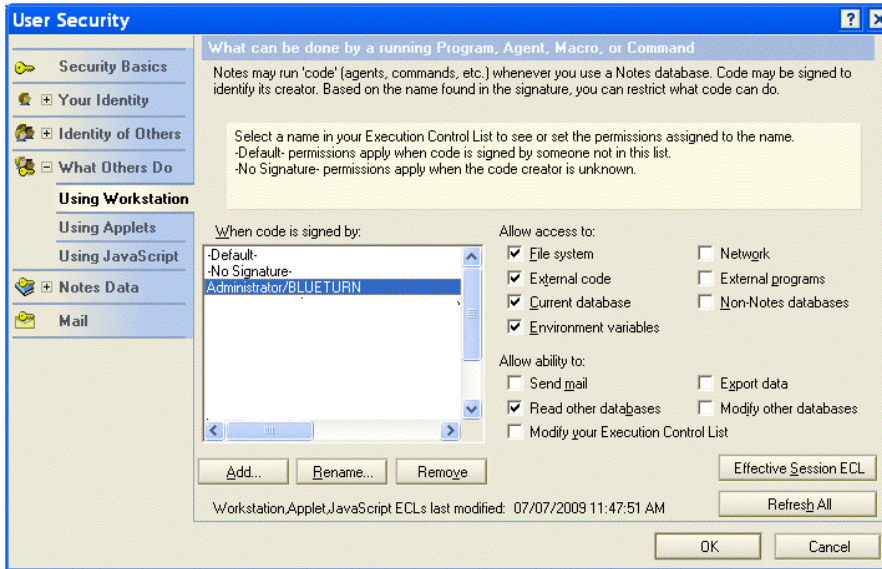 User Security
What can be done by a running Program, Agent, Macro, or Command
Security Basics
Your Identity
Identity of Others
What Others Do
Using Workstation
Using Applets
Using JavaScript
Notes Data
Mail
Notes may run 'code' (agents, commands, etc.) whenever you use a Notes database. Code may be signed to
identify its creator. Based on the name found in the signature, you can restrict what code can do.
Select a name in your Execution Control List to see or set the permissions assigned to the name.
-Default- permissions apply when code is signed by someone not in this list.
-No Signature- permissions apply when the code creator is unknown.
When code is signed by:
-Default-
-No Signature-
Administrator/BLUETURN
Allow access to:
File system Network
External code External programs
Current database Non-Notes databases
Environment variables
Allow ability to:
Send mail Export data
Read other databases Modify other databases
Modify your Execution Control List
Add... Rename... Remove Effective Session ECL
Workstation,Applet,JavaScript ECLs last modified: 07/07/2009 11:47:51 AM Refresh All
OK Cancel